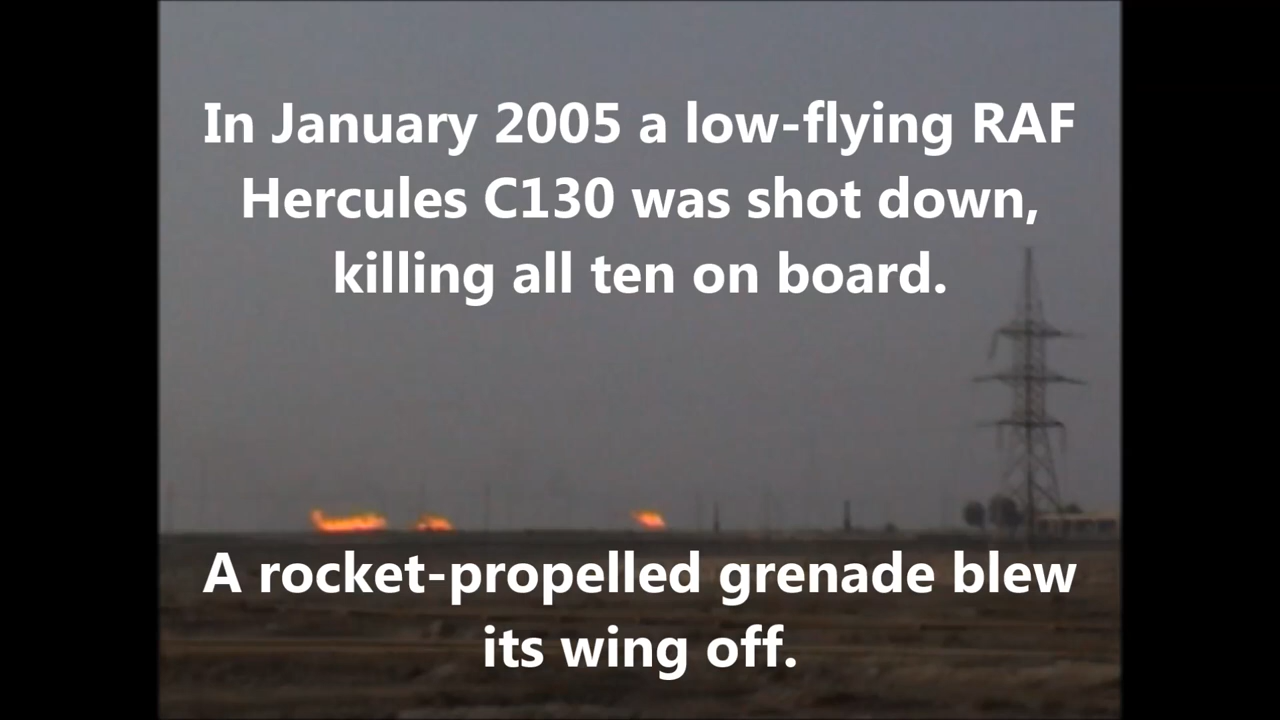 In January 2005 a low-flying RAF
Hercules C130 was shot down,
killing all ten on board.
A rocket-propelled grenade blew
its wing off.